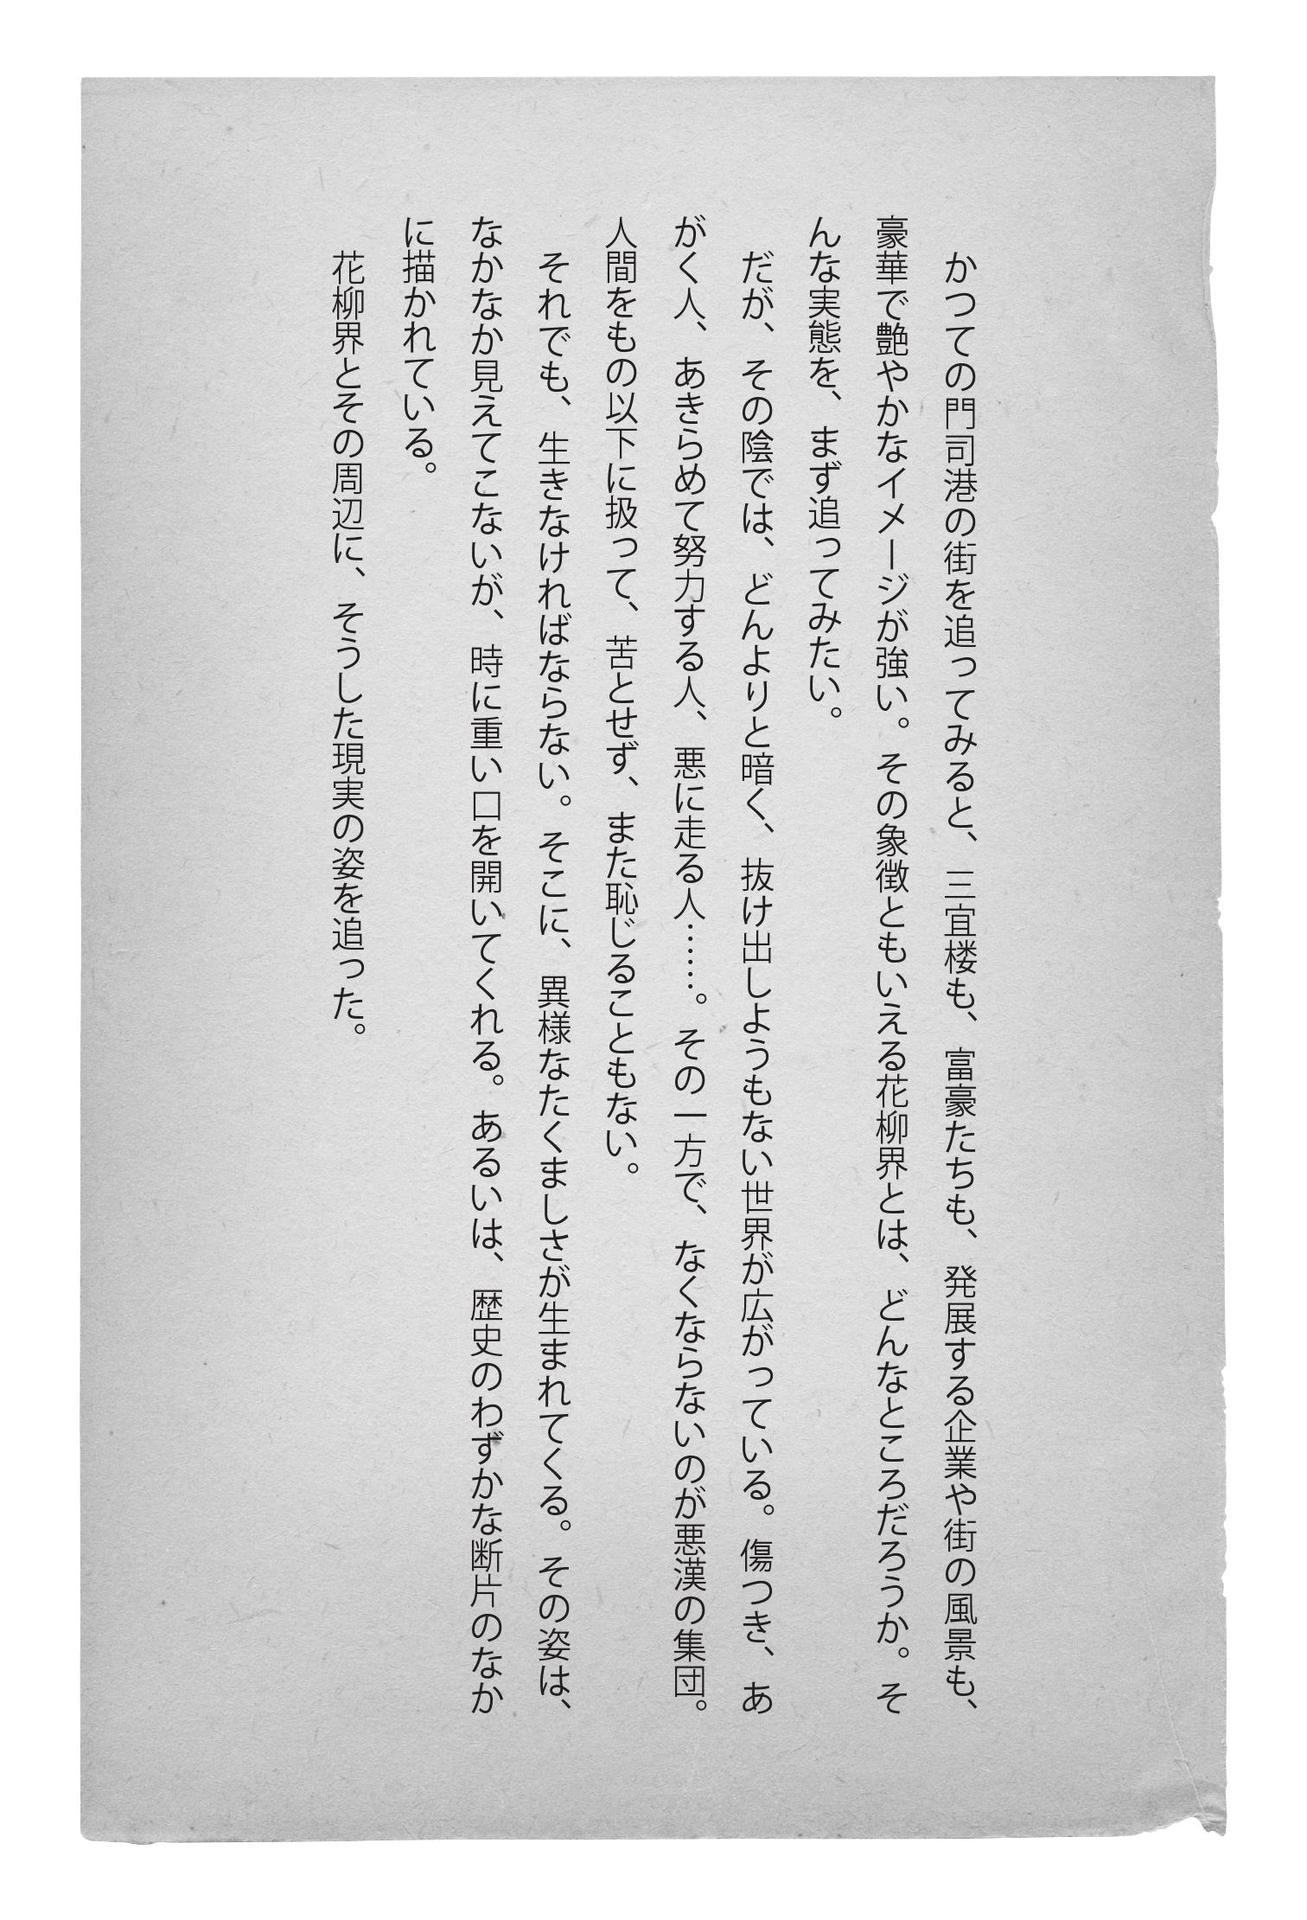 かつての門司港の街を追ってみると、三宜楼も、富豪たちも、発展する企業や街の風景も、
豪華で艶やかなイメージが強い。その象徴ともいえる花柳界とは、どんなところだろうか。そ
んな実態を、まず追ってみたい。
　だが、その陰では、どんよりと暗く、抜け出しようもない世界が広がっている。傷つき、あ
がく人、あきらめて努力する人、悪に走る人……。その一方で、なくならないのが悪漢の集団。
人間をもの以下に扱って、苦とせず、また恥じることもない。
　それでも、生きなければならない。そこに、異様なたくましさが生まれてくる。その姿は、
なかなか見えてこないが、時に重い口を開いてくれる。あるいは、歴史のわずかな断片のなか
に描かれている。
　花柳界とその周辺に、そうした現実の姿を追った。